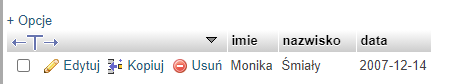 + Opcje
←T→ imie nazwisko data
Edytuj Kopiuj Usuń Monika Śmiały 2007-12-14